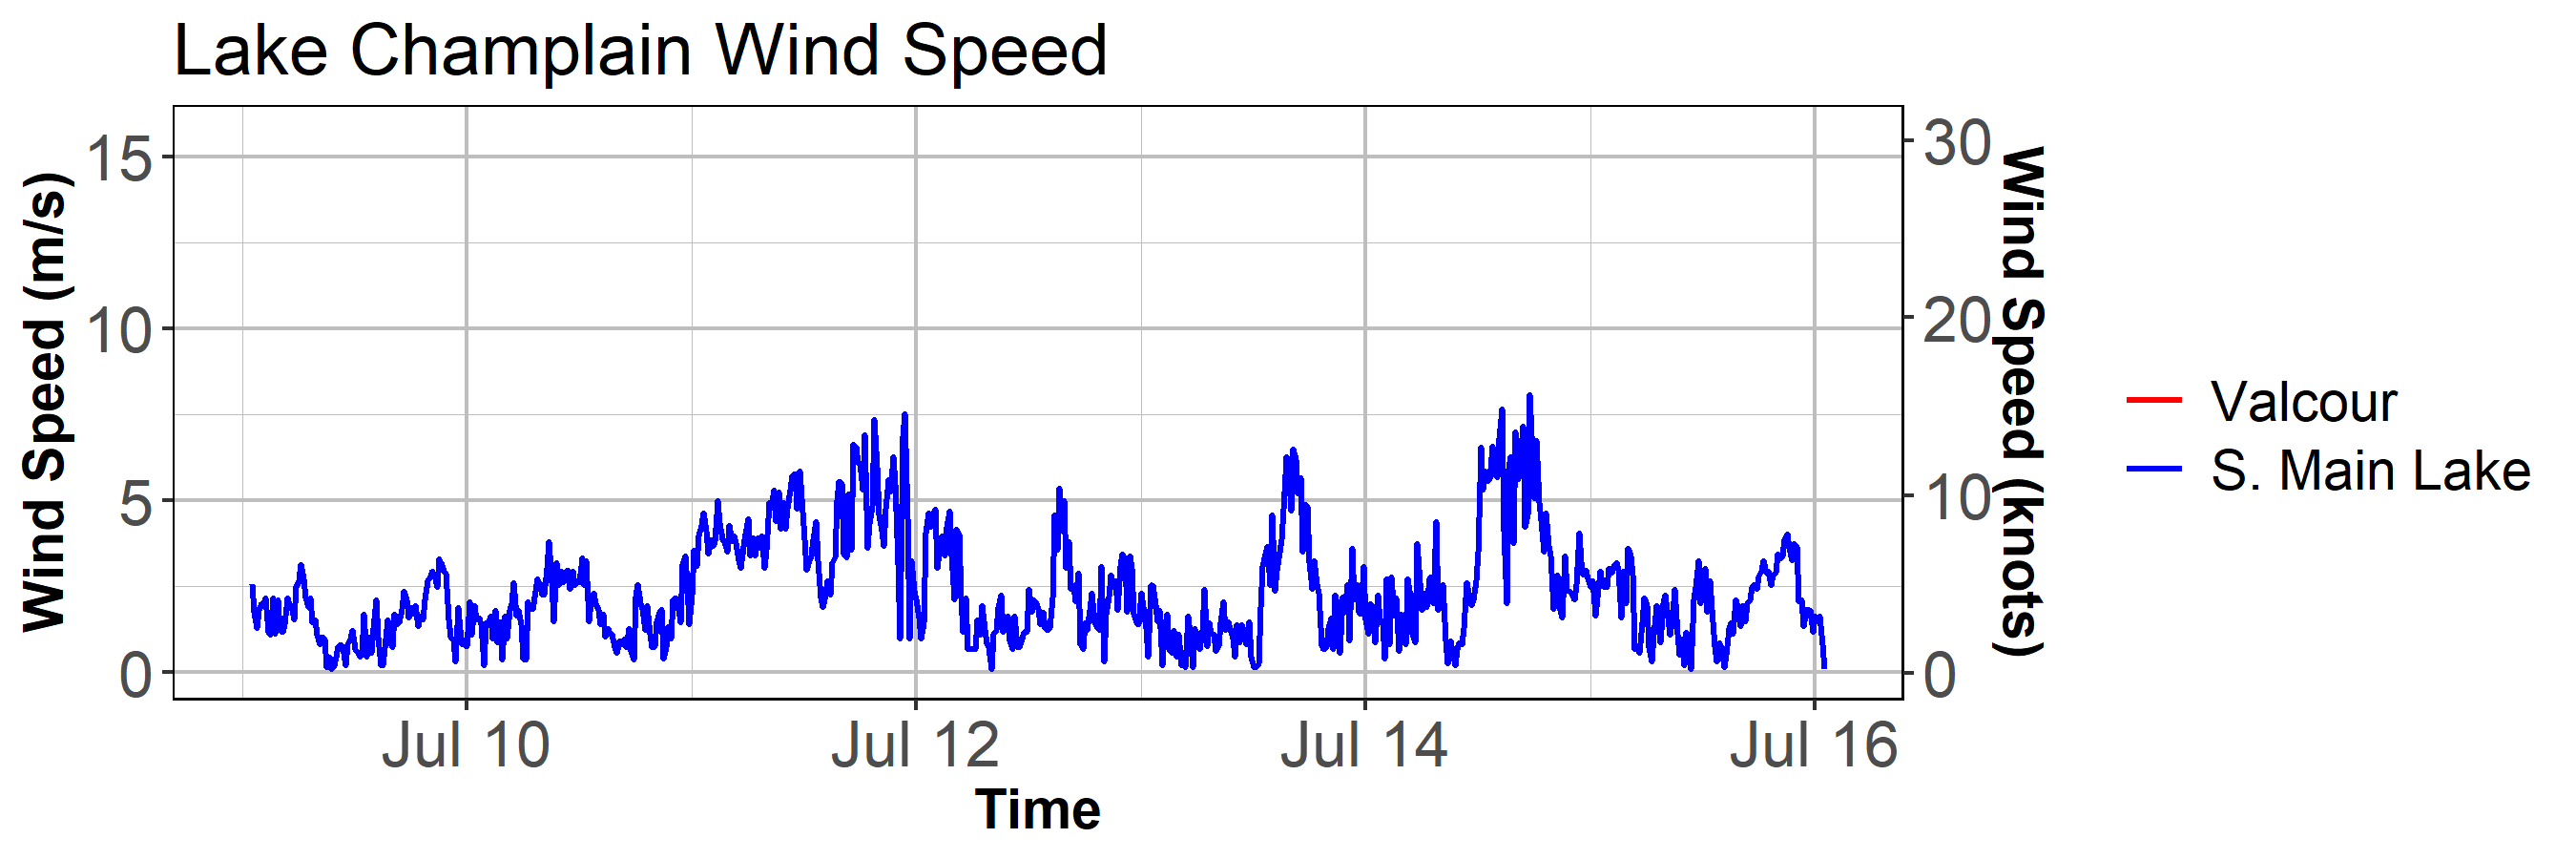 Lake Champlain Wind Speed
Wind Speed (m/s)
15
10
5
0
30
20
10
0
Wind Speed (knots)
Jul 10
Jul 12
Jul 14
Jul 16
Time
Valcour
S. Main Lake